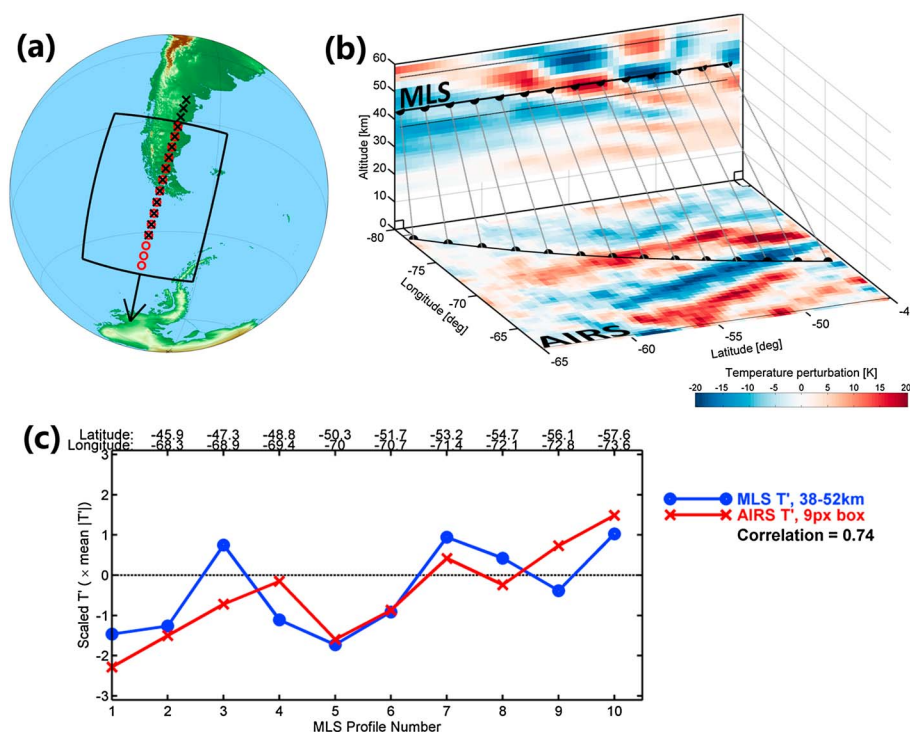 (a)
(b)
60
50
40
30
20
10
0
Altitude [km]
MLS
-80
-75
-70
-65
Longitude [deg]
AIRS
-65
-60
-55
-50
-4
Latitude [deg]
Temperature perturbation [K]
-20 -15 -10 -5 0 5 10 15 20
(c)
Latitude: -45.9 -47.3 -48.8 -50.3 -51.7 -53.2 -54.7 -56.1 -57.6
Longitude: -68.3 -68.9 -69.4 -70 -70.7 -71.4 -72.1 -72.8 -73.6
3
2
1
0
-1
-2
-3
Scaled T' ( × mean |T'|)
1 2 3 4 5 6 7 8 9 10
MLS Profile Number
MLS T', 38-52km
AIRS T', 9px box
Correlation = 0.74